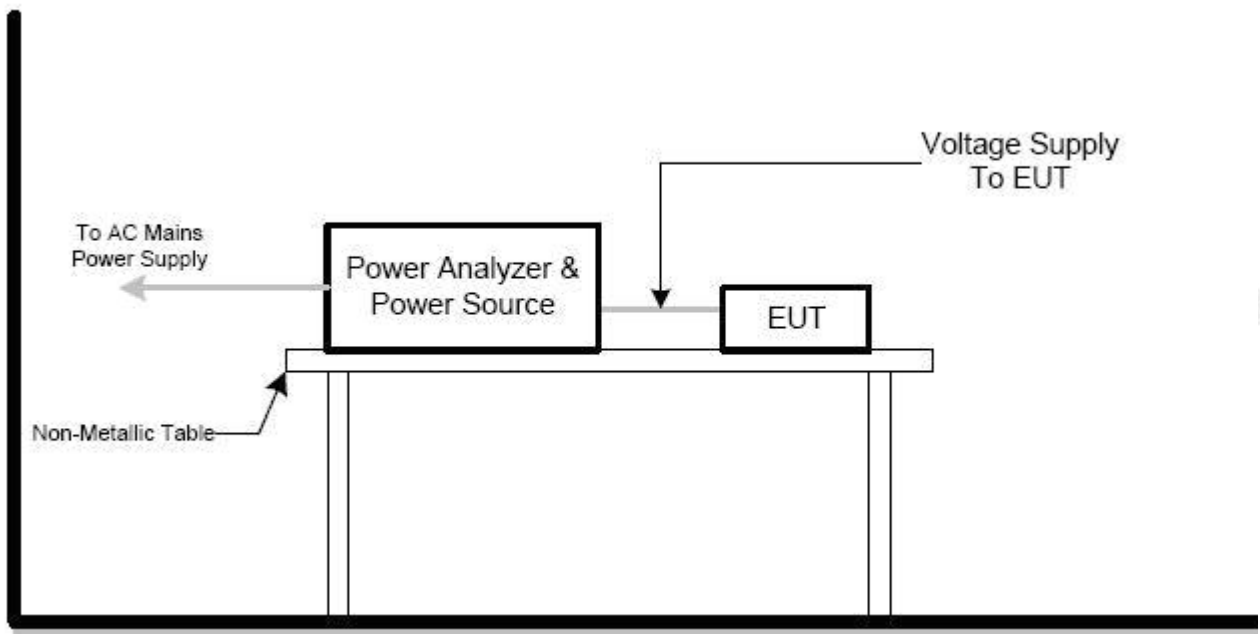 Voltage Supply
To EUT
To AC Mains
Power Supply
Power Analyzer &
Power Source
EUT
Non-Metallic Table